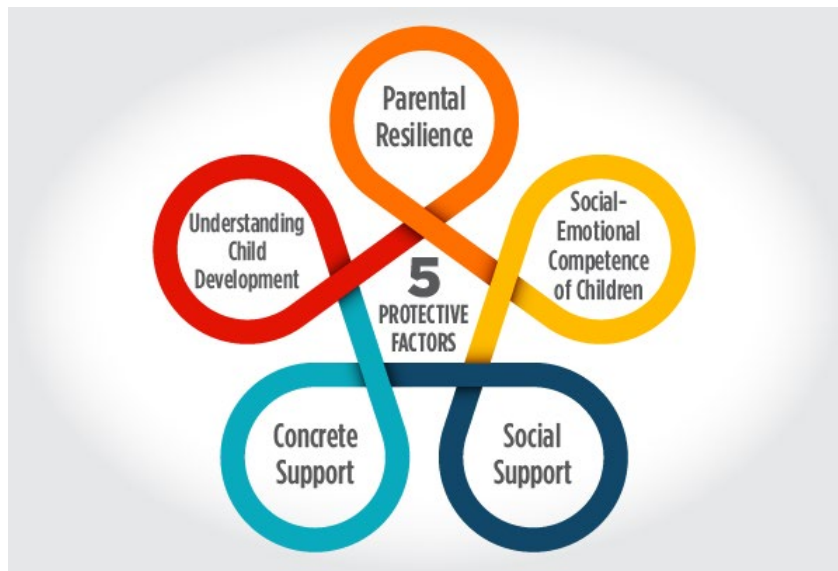 Parental
Resilience
Understanding
Child
Development
Social-
Emotional
Competence
of Children
5
PROTECTIVE
FACTORS
Concrete
Support
Social
Support